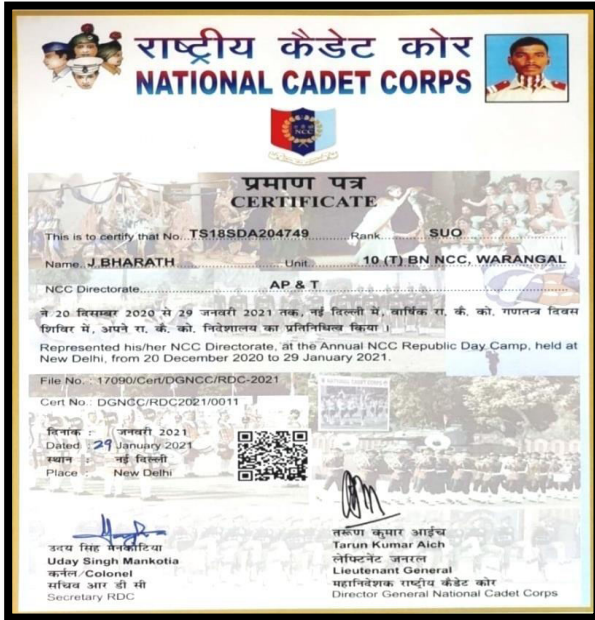 राष्ट्रीय कैडेट कोर
NATIONAL CADET CORPS
NCC
प्रमाण पत्र
CERTIFICATE
This is to certify that No. TS18SDA204749 Rank SUO
Name. J BHARATH Unit 10 (T) BN NCC, WARANGAL
NCC Directorate AP & T
ने 20 दिसम्बर 2020 से 29 जनवरी 2021 तक, नई दिल्ली में, वार्षिक रा. कै. को. गणतन्त्र दिवस
शिविर में, अपने रा. कै. को. निदेशालय का प्रतिनिधित्व किया ।
Represented his/her NCC Directorate, at the Annual NCC Republic Day Camp, held at
New Delhi, from 20 December 2020 to 29 January 2021.
File No. : 17090/Cert/DGNCC/RDC-2021
Cert No.: DGNCC/RDC2021/0011
दिनांक : जनवरी 2021
Dated : 29 January 2021
स्थान : नई दिल्ली
Place : New Delhi
उदय सिंह मनकोटिया
Uday Singh Mankotia
कर्नल/Colonel
सचिव आर डी सी
Secretary RDC
तरूण कुमार आईच
Tarun Kumar Aich
लेफ्टिनेंट जनरल
Lieutenant General
महानिदेशक राष्ट्रीय कैडेट कोर
Director General National Cadet Corps